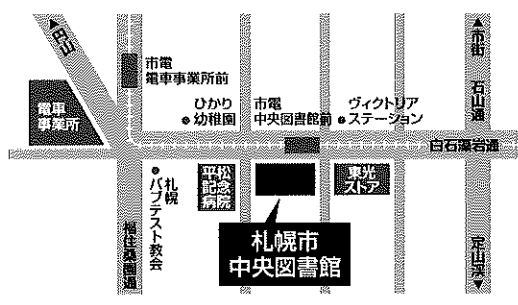 ▲円山
市電
電車事業所前
▲市街
石山通
電車
事業所
ひかり
幼稚園
市電
中央図書館前
ヴィクトリア
ステーション
白石藻岩通
札幌
バプテスト教会
平松
記念
病院
東光
ストア
福住桑園通
札幌市
中央図書館
定山渓▼